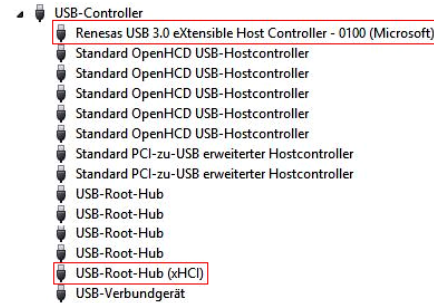 USB-Controller
Renesas USB 3.0 eXtensible Host Controller - 0100 (Microsoft)
Standard OpenHCD USB-Hostcontroller
Standard OpenHCD USB-Hostcontroller
Standard OpenHCD USB-Hostcontroller
Standard OpenHCD USB-Hostcontroller
Standard OpenHCD USB-Hostcontroller
Standard PCI-zu-USB erweiterter Hostcontroller
Standard PCI-zu-USB erweiterter Hostcontroller
USB-Root-Hub
USB-Root-Hub
USB-Root-Hub
USB-Root-Hub
USB-Root-Hub (xHCI)
USB-Verbundgerät